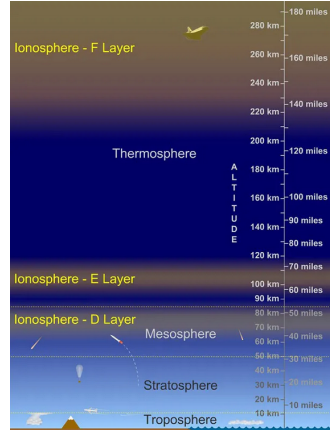 180 miles
280 km
Ionosphere - F Layer
260 km
160 miles
240 km
140 miles
220 km
200 km
120 miles
Thermosphere
180 km
ALTITUDE
160 km
100 miles
90 miles
140 km
80 miles
120 km
70 miles
Ionosphere - E Layer
100 km
60 miles
90 km
80 km
50 miles
Ionosphere - D Layer
70 km
Mesosphere
60 km
40 miles
50 km
30 miles
40 km
Stratosphere
30 km
20 miles
20 km
10 miles
Troposphere
10 km